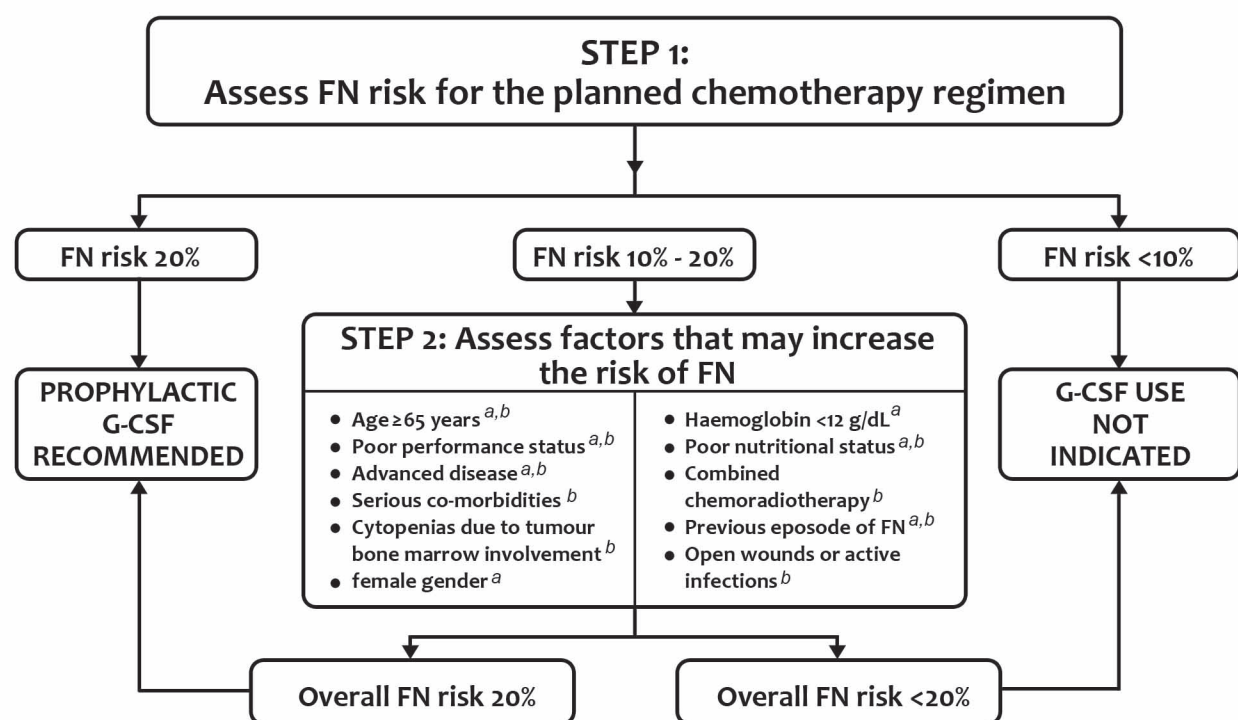 STEP 1:
Assess FN risk for the planned chemotherapy regimen
FN risk 20%
FN risk 10% - 20%
FN risk <10%
STEP 2: Assess factors that may increase
the risk of FN
PROPHYLACTIC
G-CSF
RECOMMENDED
• Age ≥65 years a,b
• Poor performance status a,b
• Advanced disease a,b
• Serious co-morbidities b
• Cytopenias due to tumour
bone marrow involvement b
• female gender a
• Haemoglobin <12 g/dL a
• Poor nutritional status a,b
• Combined
chemoradiotherapy b
• Previous eposode of FN a,b
• Open wounds or active
infections b
G-CSF USE
NOT
INDICATED
Overall FN risk 20%
Overall FN risk <20%